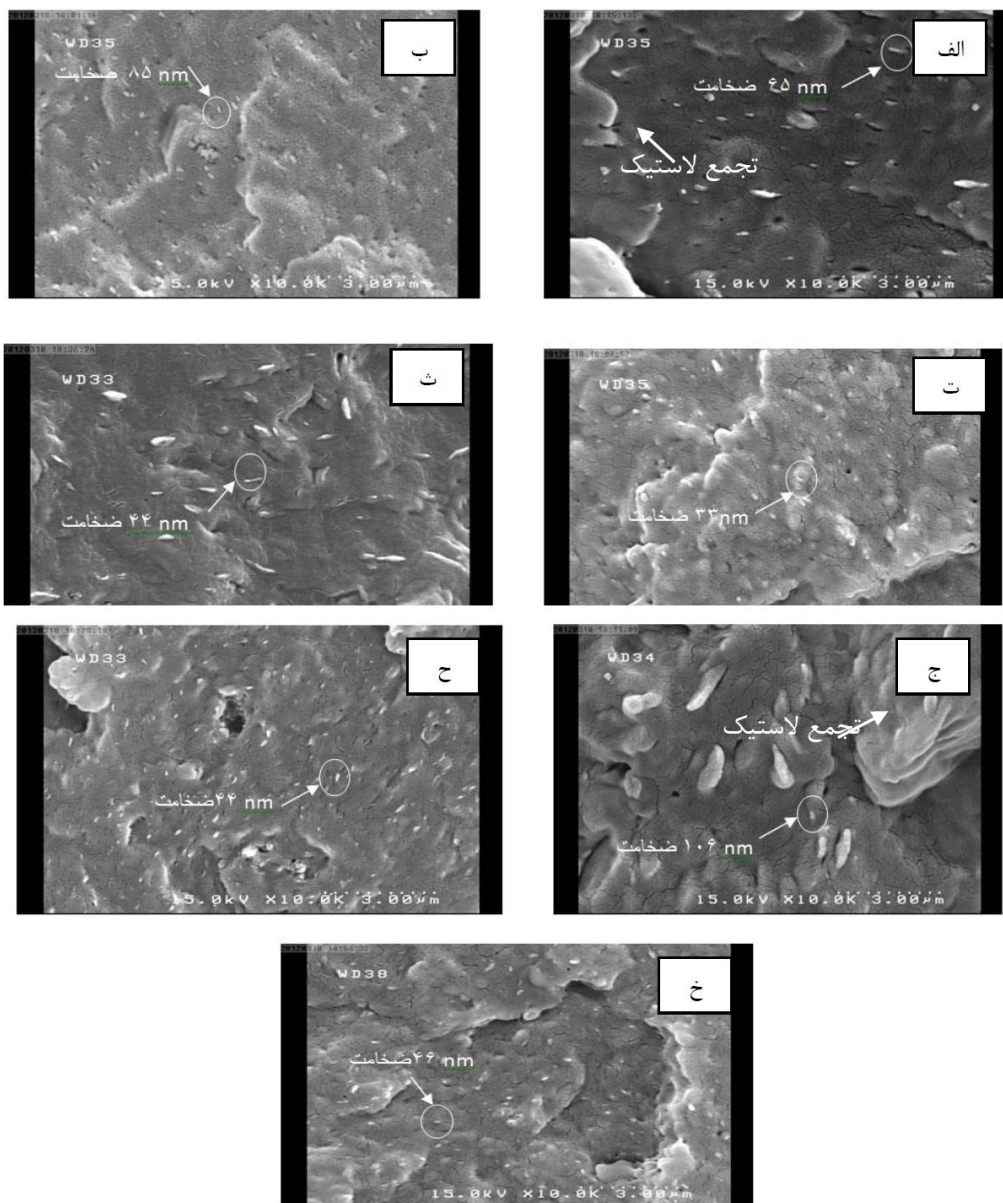 الف
WD35
ضخامت ۶۵ nm
تجمع لاستیک
15.0kV X10.0K 3.00µm
ب
WD35
ضخامت ۸۵ nm
15.0kV X10.0K 3.00µm
ت
WD35
ضخامت ۳۳nm
ث
WD33
ضخامت ۴۴ nm
ج
WD34
تجمع لاستیک
ضخامت ۱۰۶ nm
15.0kV X10.0K 3.00µm
ح
WD33
ضخامت۴۴ nm
15.0kV X10.0K 3.00µm
خ
WD38
ضخامت۴۶ nm
15.0kV X10.0K 3.00µm